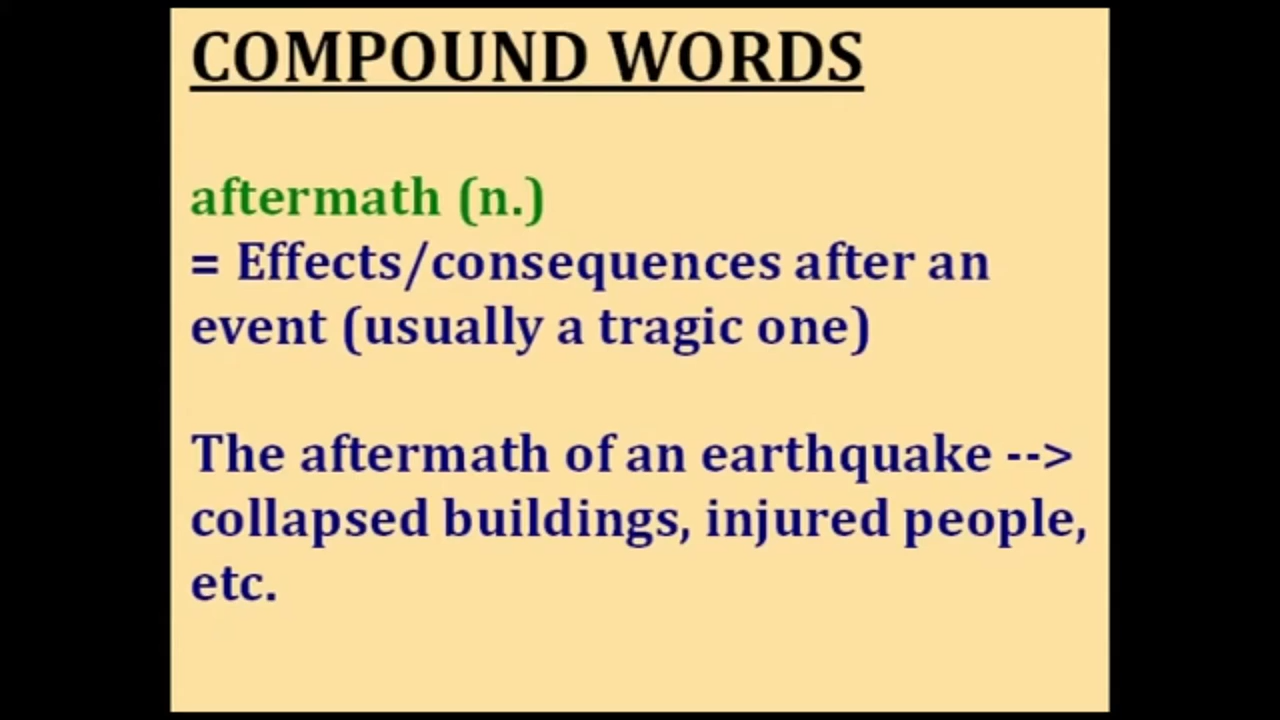 COMPOUND WORDS
aftermath (n.)
= Effects/consequences after an
event (usually a tragic one)
The aftermath of an earthquake -->
collapsed buildings, injured people,
etc.